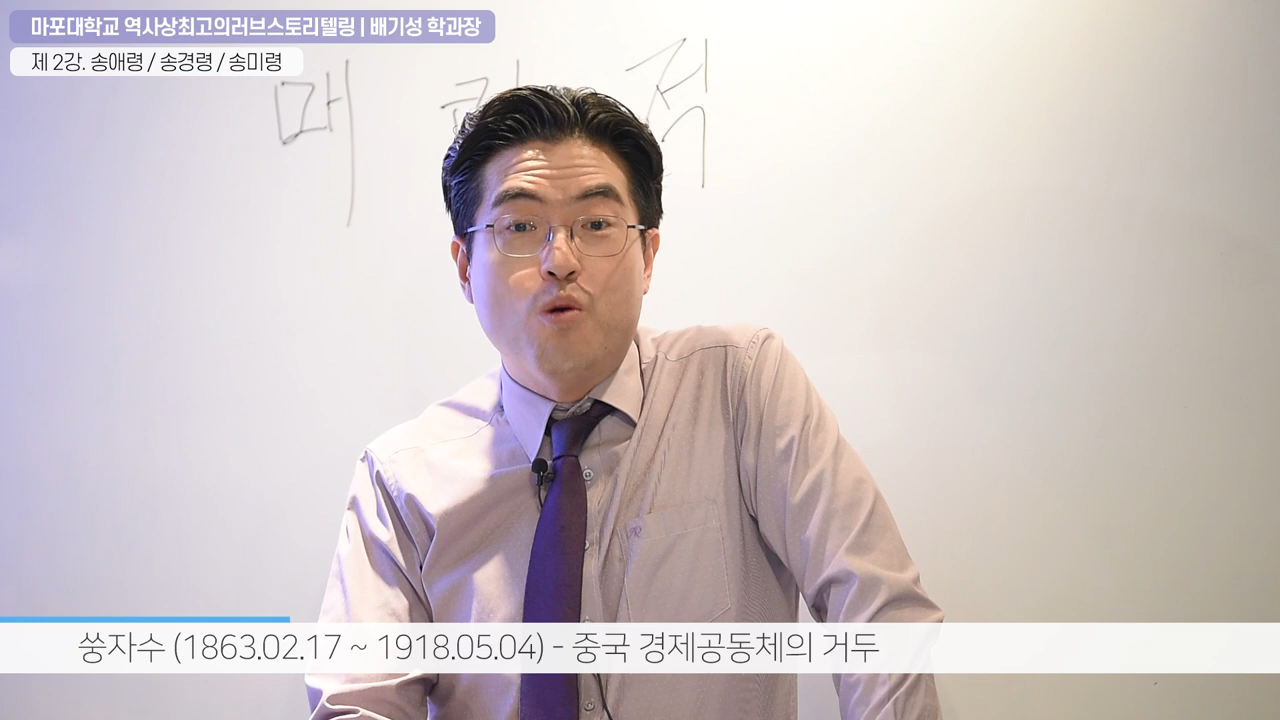 마포대학교 역사상최고의러브스토리텔링 | 배기성 학과장
제 2강. 송애령 / 송경령 / 송미령
매 적
쑹자수 (1863.02.17 ~ 1918.05.04) - 중국 경제공동체의 거두